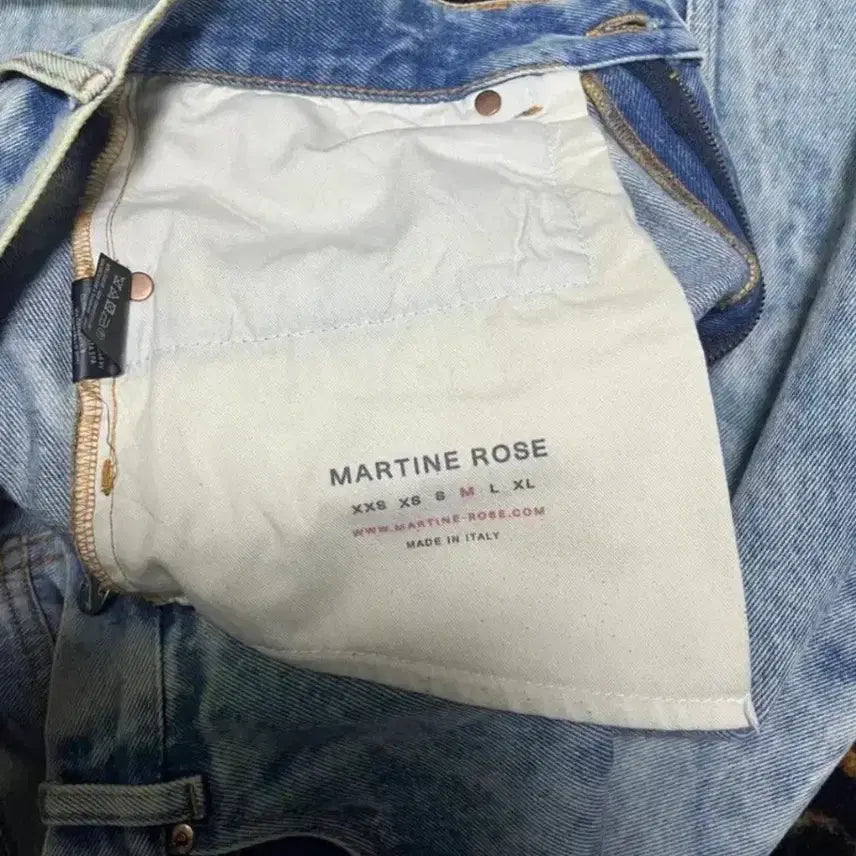 MARTINE ROSE
XXS XS S M L XL
WWW.MARTINE-ROSE.COM
MADE IN ITALY